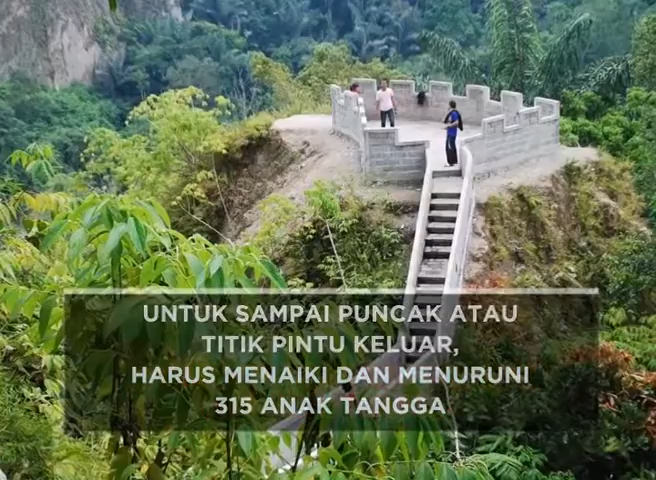 UNTUK SAMPAI PUNCAK ATAU
TITIK PINTU KELUAR,
HARUS MENAIKI DAN MENURUNI
315 ANAK TANGGA